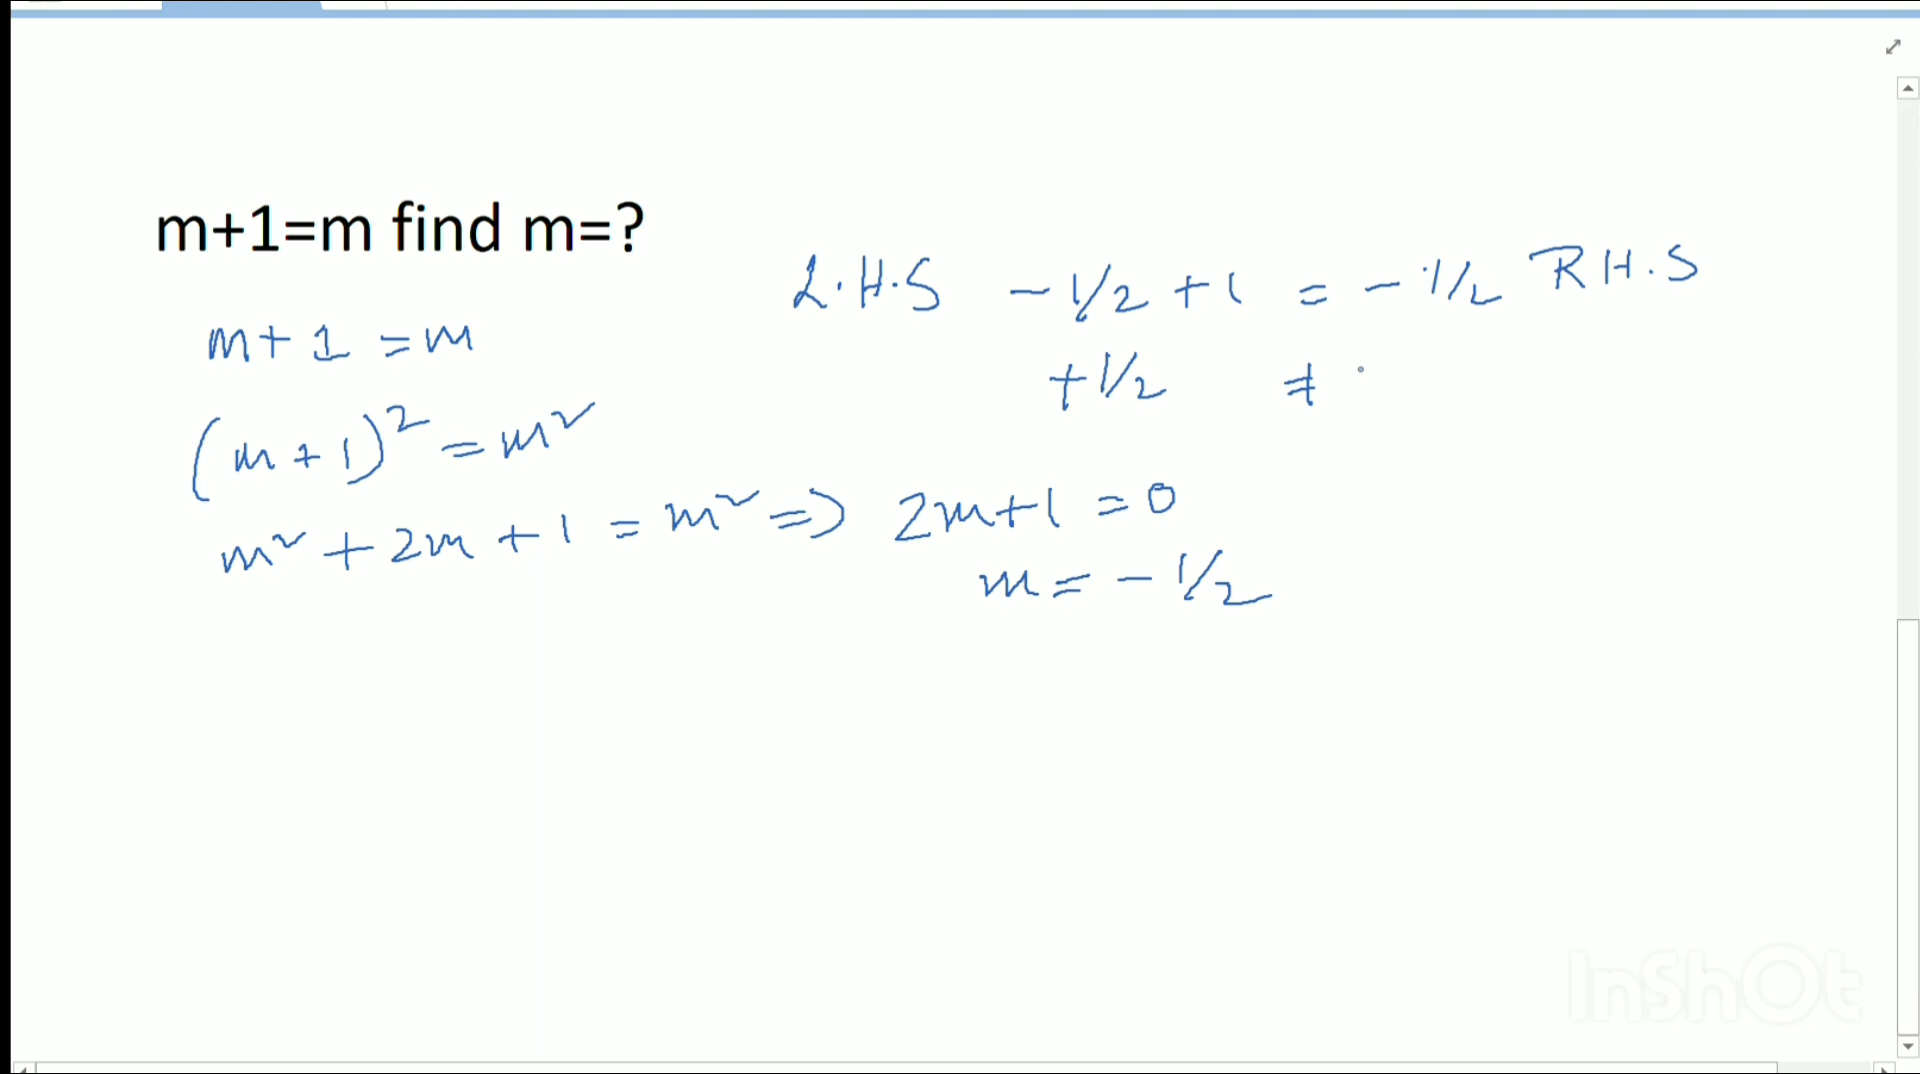 m+1=m find m=?
L.H.S -1/2 +1 = -1/2 R.H.S
m+1 =m
+1/2 ≠
(m+1)² =m²
m²+2m+1 =m² => 2m+1 =0
m= -1/2
InShOt